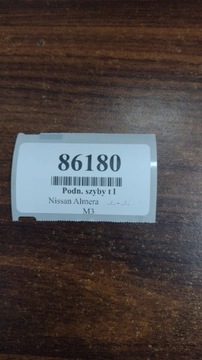 86180
Podn. szyby t l
Nissan Almera
M3